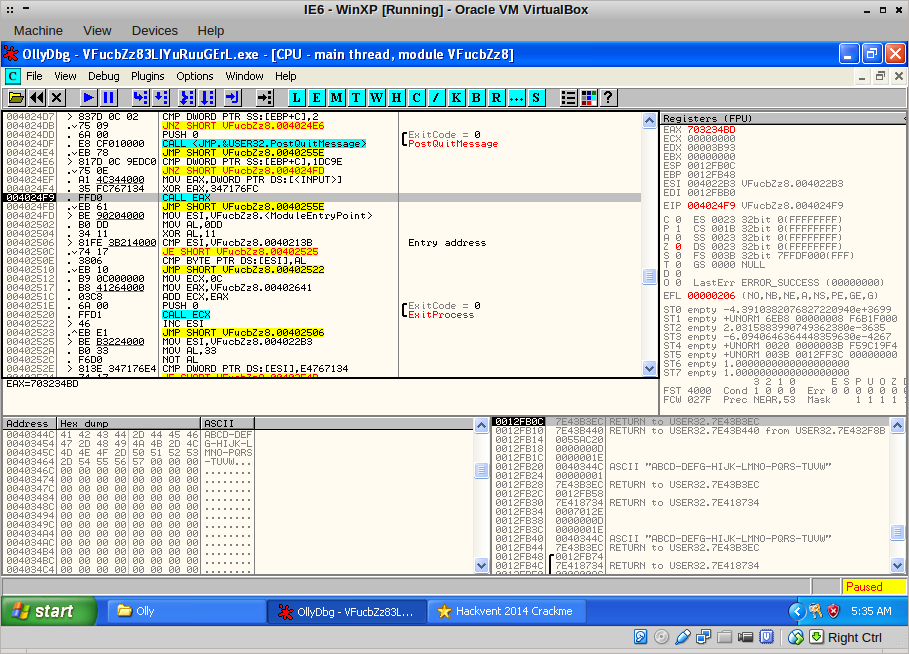 IE6 - WinXP [Running] - Oracle VM VirtualBox
Machine View Devices Help
OllyDbg - VFucbZz83LIYuRuuGErL.exe - [CPU - main thread, module VFucbZz8]
C File View Debug Plugins Options Window Help
L E M T W H C / K B R ... S ?
004024D7 > 837D 0C 02 CMP DWORD PTR SS:[EBP+C],2
004024DB . 75 09 JNZ SHORT VFucbZz8.004024E6
004024DD . 6A 00 PUSH 0 ExitCode = 0
004024DF . E8 CF010000 CALL <JMP.&USER32.PostQuitMessage> PostQuitMessage
004024E4 . EB 78 JMP SHORT VFucbZz8.0040255E
004024E6 > 817D 0C 9EDC0 CMP DWORD PTR SS:[EBP+C],1DC9E
004024ED . 75 0E JNZ SHORT VFucbZz8.004024FD
004024EF . A1 4C344000 MOV EAX,DWORD PTR DS:[<INPUT>]
004024F4 . 35 FC767134 XOR EAX,347176FC
004024F9 . FFD0 CALL EAX
004024FB . EB 61 JMP SHORT VFucbZz8.0040255E
004024FD > BE 90204000 MOV ESI,VFucbZz8.<ModuleEntryPoint>
00402502 . B0 DD MOV AL,0DD
00402504 . 34 11 XOR AL,11
00402506 > 81FE 3B214000 CMP ESI,VFucbZz8.0040213B Entry address
0040250C . 74 17 JE SHORT VFucbZz8.00402525
0040250E . 3806 CMP BYTE PTR DS:[ESI],AL
00402510 . EB 10 JMP SHORT VFucbZz8.00402522
00402512 . B9 0C000000 MOV ECX,0C
00402517 . B8 41264000 MOV EAX,VFucbZz8.00402641
0040251C . 03C8 ADD ECX,EAX
0040251E . 6A 00 PUSH 0 ExitCode = 0
00402520 . FFD1 CALL ECX ExitProcess
00402522 > 46 INC ESI
00402523 . EB E1 JMP SHORT VFucbZz8.00402506
00402525 > BE B3224000 MOV ESI,VFucbZz8.004022B3
0040252A . B0 33 MOV AL,33
0040252C . F6D0 NOT AL
0040252E > 813E 347176E4 CMP DWORD PTR DS:[ESI],E4767134
EAX=703234BD
Registers (FPU)
EAX 703234BD
ECX 00000000
EDX 00003B93
EBX 00000000
ESP 0012FB0C
EBP 0012FB18
ESI 004022B3 VFucbZz8.004022B3
EDI 0012FBB0
EIP 004024F9 VFucbZz8.004024F9
C 0 ES 0023 32bit 0(FFFFFFFF)
P 1 CS 001B 32bit 0(FFFFFFFF)
A 0 SS 0023 32bit 0(FFFFFFFF)
Z 0 DS 0023 32bit 0(FFFFFFFF)
S 0 FS 003B 32bit 7FFDF000(FFF)
T 0 GS 0000 NULL
D 0
O 0 LastErr ERROR_SUCCESS (00000000)
EFL 00000206 (NO,NB,NE,A,NS,PE,GE,G)
ST0 empty -4.3910382076827220940e+3699
ST1 empty +UNORM 6EB8 00000008 F6B1F000
ST2 empty 2.0315883990749362380e-3635
ST3 empty -6.0940646364448359630e-4267
ST4 empty +UNORM 0020 0000003B F59C19F4
ST5 empty +UNORM 003B 0012FF3C 00000000
ST6 empty 1.0000000000000000000
ST7 empty 1.0000000000000000000
3 2 1 0 E S P U O Z D
FST 4000 Cond 1 0 0 0 Err 0 0 0 0 0 0
FCW 027F Prec NEAR,53 Mask 1 1 1 1 1
Address Hex dump ASCII
0040344C 41 42 43 44 2D 44 45 46 ABCD-DEF
00403454 47 2D 48 49 4A 4B 2D 4C G-HIJK-L
0040345C 4D 4E 4F 2D 50 51 52 53 MNO-PQRS
00403464 2D 54 55 56 57 00 00 00 -TUVW...
0040346C 00 00 00 00 00 00 00 00 ........
00403474 00 00 00 00 00 00 00 00 ........
0040347C 00 00 00 00 00 00 00 00 ........
00403484 00 00 00 00 00 00 00 00 ........
0040348C 00 00 00 00 00 00 00 00 ........
00403494 00 00 00 00 00 00 00 00 ........
0040349C 00 00 00 00 00 00 00 00 ........
004034A4 00 00 00 00 00 00 00 00 ........
004034AC 00 00 00 00 00 00 00 00 ........
004034B4 00 00 00 00 00 00 00 00 ........
004034BC 00 00 00 00 00 00 00 00 ........
004034C4 00 00 00 00 00 00 00 00 ........
0012FB0C 7E43B3EC RETURN to USER32.7E43B3EC
0012FB10 7E43B440 RETURN to USER32.7E43B440 from USER32.7E432F8B
0012FB14 0055AC20
0012FB18 0000000D
0012FB1C 0000001E
0012FB20 0040344C ASCII "ABCD-DEFG-HIJK-LMNO-PQRS-TUVW"
0012FB24 00000001
0012FB28 7E43B3EC RETURN to USER32.7E43B3EC
0012FB2C 0012FB58
0012FB30 7E418734 RETURN to USER32.7E418734
0012FB34 0007012E
0012FB38 0000000D
0012FB3C 0000001E
0012FB40 0040344C ASCII "ABCD-DEFG-HIJK-LMNO-PQRS-TUVW"
0012FB44 7E43B3EC RETURN to USER32.7E43B3EC
0012FB48 0012FB74
0012FB4C 7E418734 RETURN to USER32.7E418734
Paused
start Olly OllyDbg - VFucbZz83L... Hackvent 2014 Crackme 5:35 AM
Right Ctrl